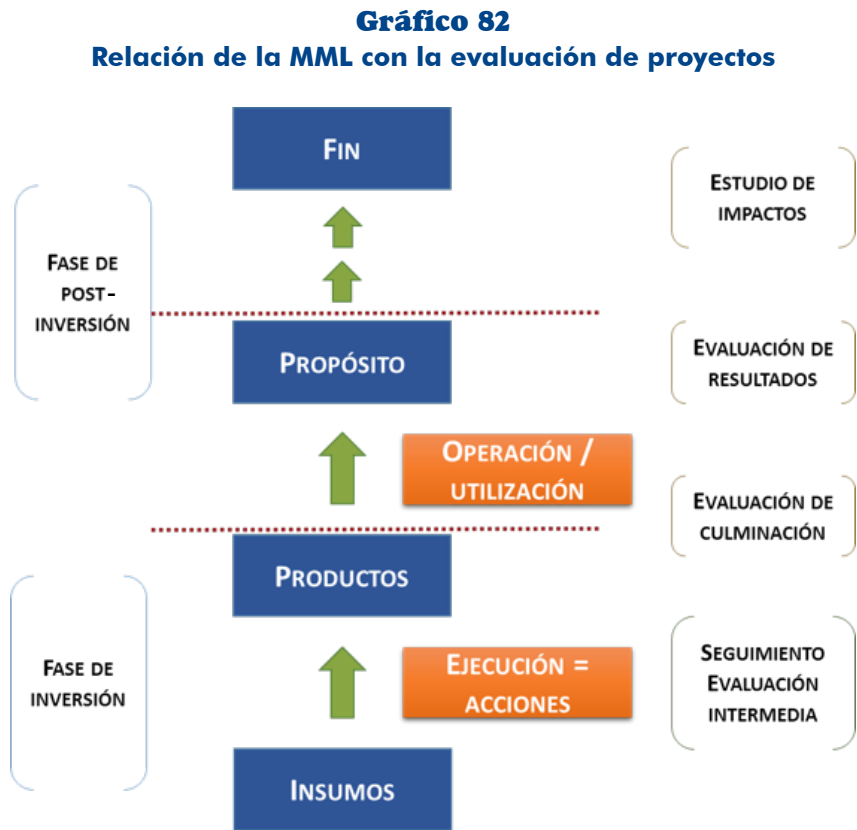 Gráfico 82
Relación de la MML con la evaluación de proyectos
FIN
ESTUDIO DE
IMPACTOS
FASE DE
POST-
INVERSIÓN
PROPÓSITO
EVALUACIÓN DE
RESULTADOS
OPERACIÓN /
UTILIZACIÓN
EVALUACIÓN DE
CULMINACIÓN
PRODUCTOS
FASE DE
INVERSIÓN
EJECUCIÓN =
ACCIONES
SEGUIMIENTO
EVALUACIÓN
INTERMEDIA
INSUMOS